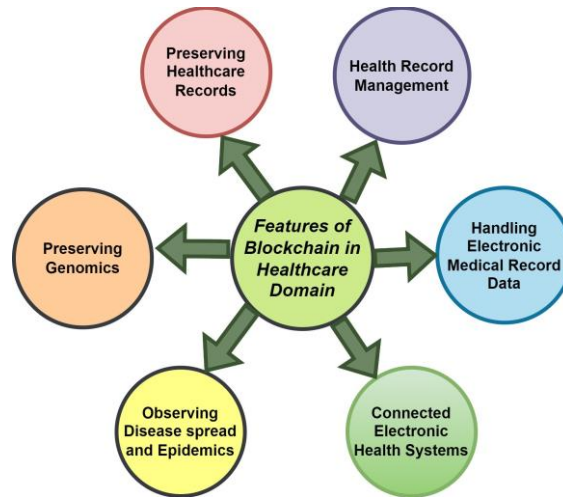 Preserving
Healthcare
Records
Health Record
Management
Features of
Blockchain in
Healthcare
Domain
Preserving
Genomics
Handling
Electronic
Medical Record
Data
Observing
Disease spread
and Epidemics
Connected
Electronic
Health Systems